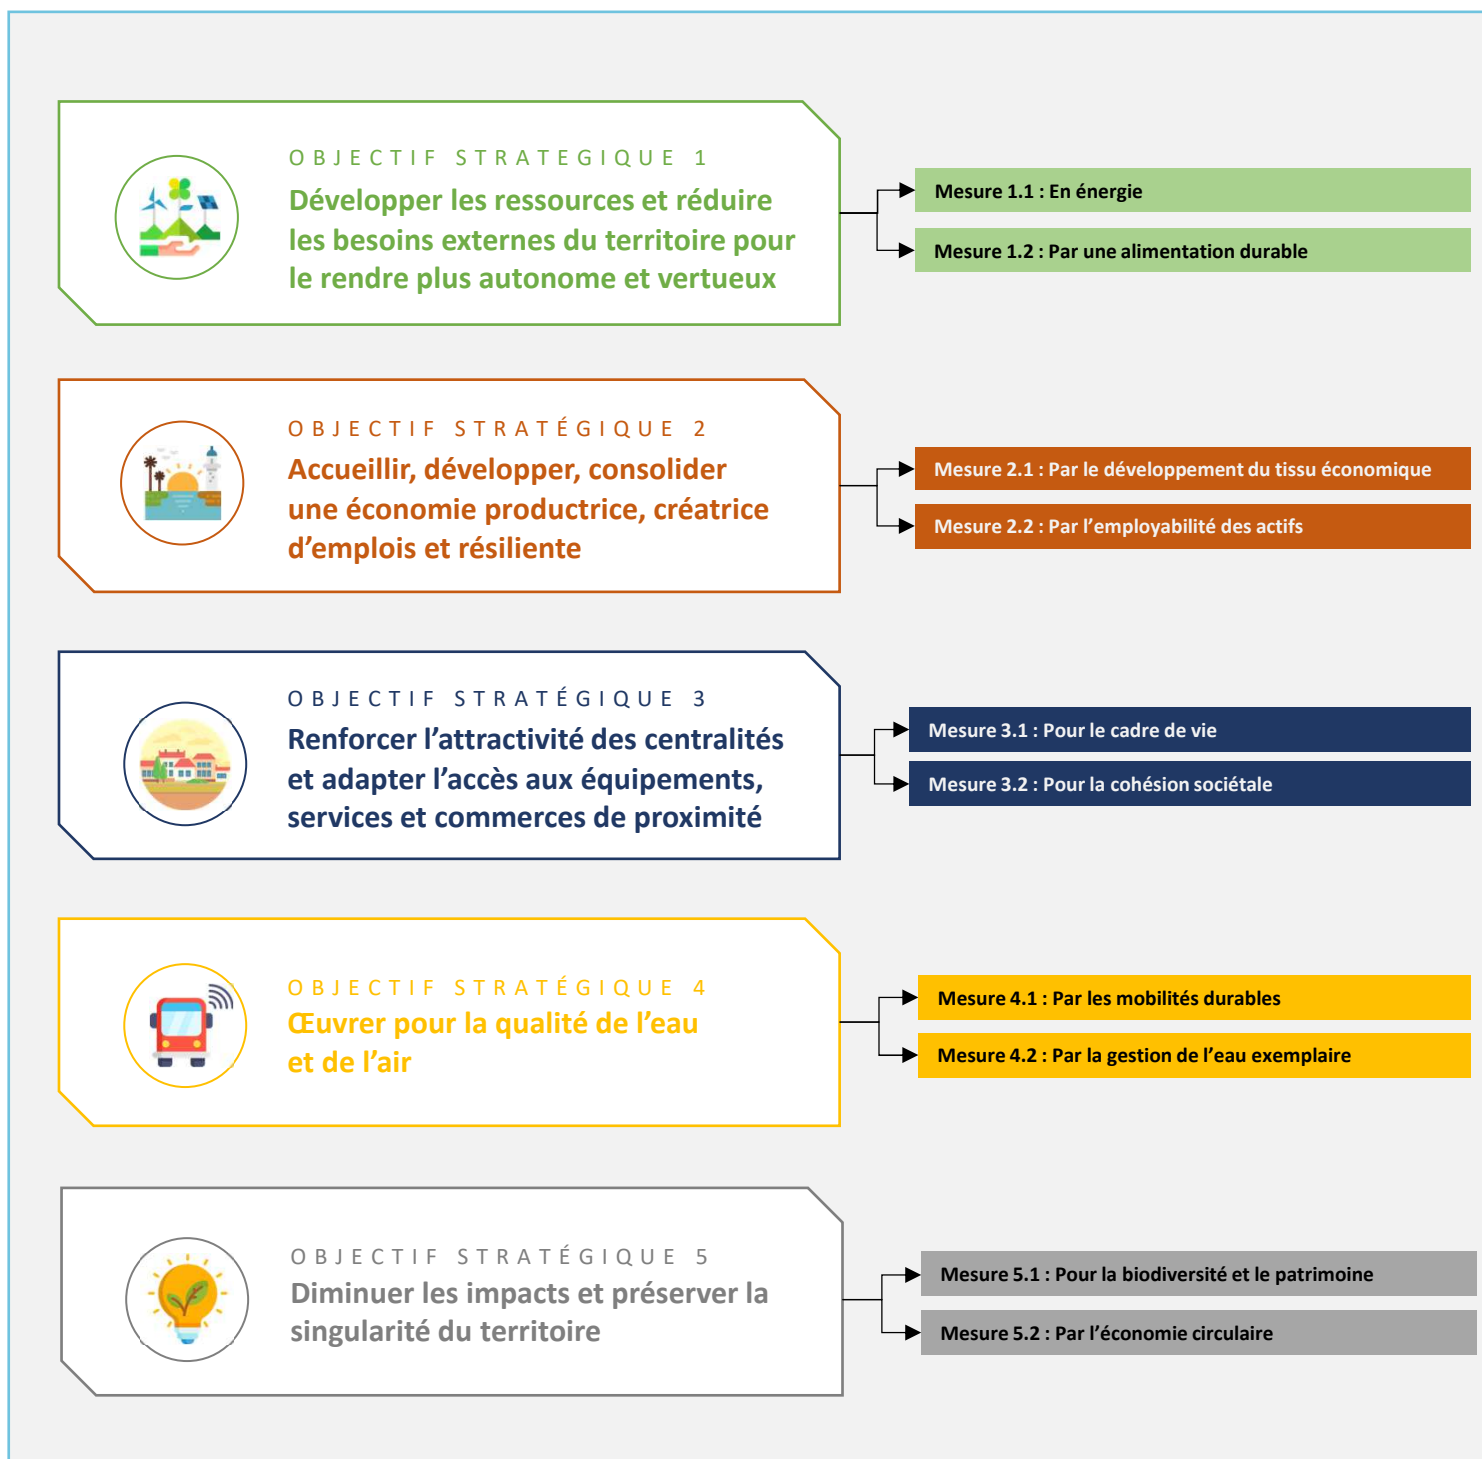 OBJECTIF STRATEGIQUE 1
Développer les ressources et réduire
les besoins externes du territoire pour
le rendre plus autonome et vertueux
Mesure 1.1 : En énergie
Mesure 1.2 : Par une alimentation durable
OBJECTIF STRATÉGIQUE 2
Accueillir, développer, consolider
une économie productrice, créatrice
d’emplois et résiliente
Mesure 2.1 : Par le développement du tissu économique
Mesure 2.2 : Par l’employabilité des actifs
OBJECTIF STRATÉGIQUE 3
Renforcer l’attractivité des centralités
et adapter l’accès aux équipements,
services et commerces de proximité
Mesure 3.1 : Pour le cadre de vie
Mesure 3.2 : Pour la cohésion sociétale
OBJECTIF STRATÉGIQUE 4
Œuvrer pour la qualité de l’eau
et de l’air
Mesure 4.1 : Par les mobilités durables
Mesure 4.2 : Par la gestion de l’eau exemplaire
OBJECTIF STRATÉGIQUE 5
Diminuer les impacts et préserver la
singularité du territoire
Mesure 5.1 : Pour la biodiversité et le patrimoine
Mesure 5.2 : Par l’économie circulaire